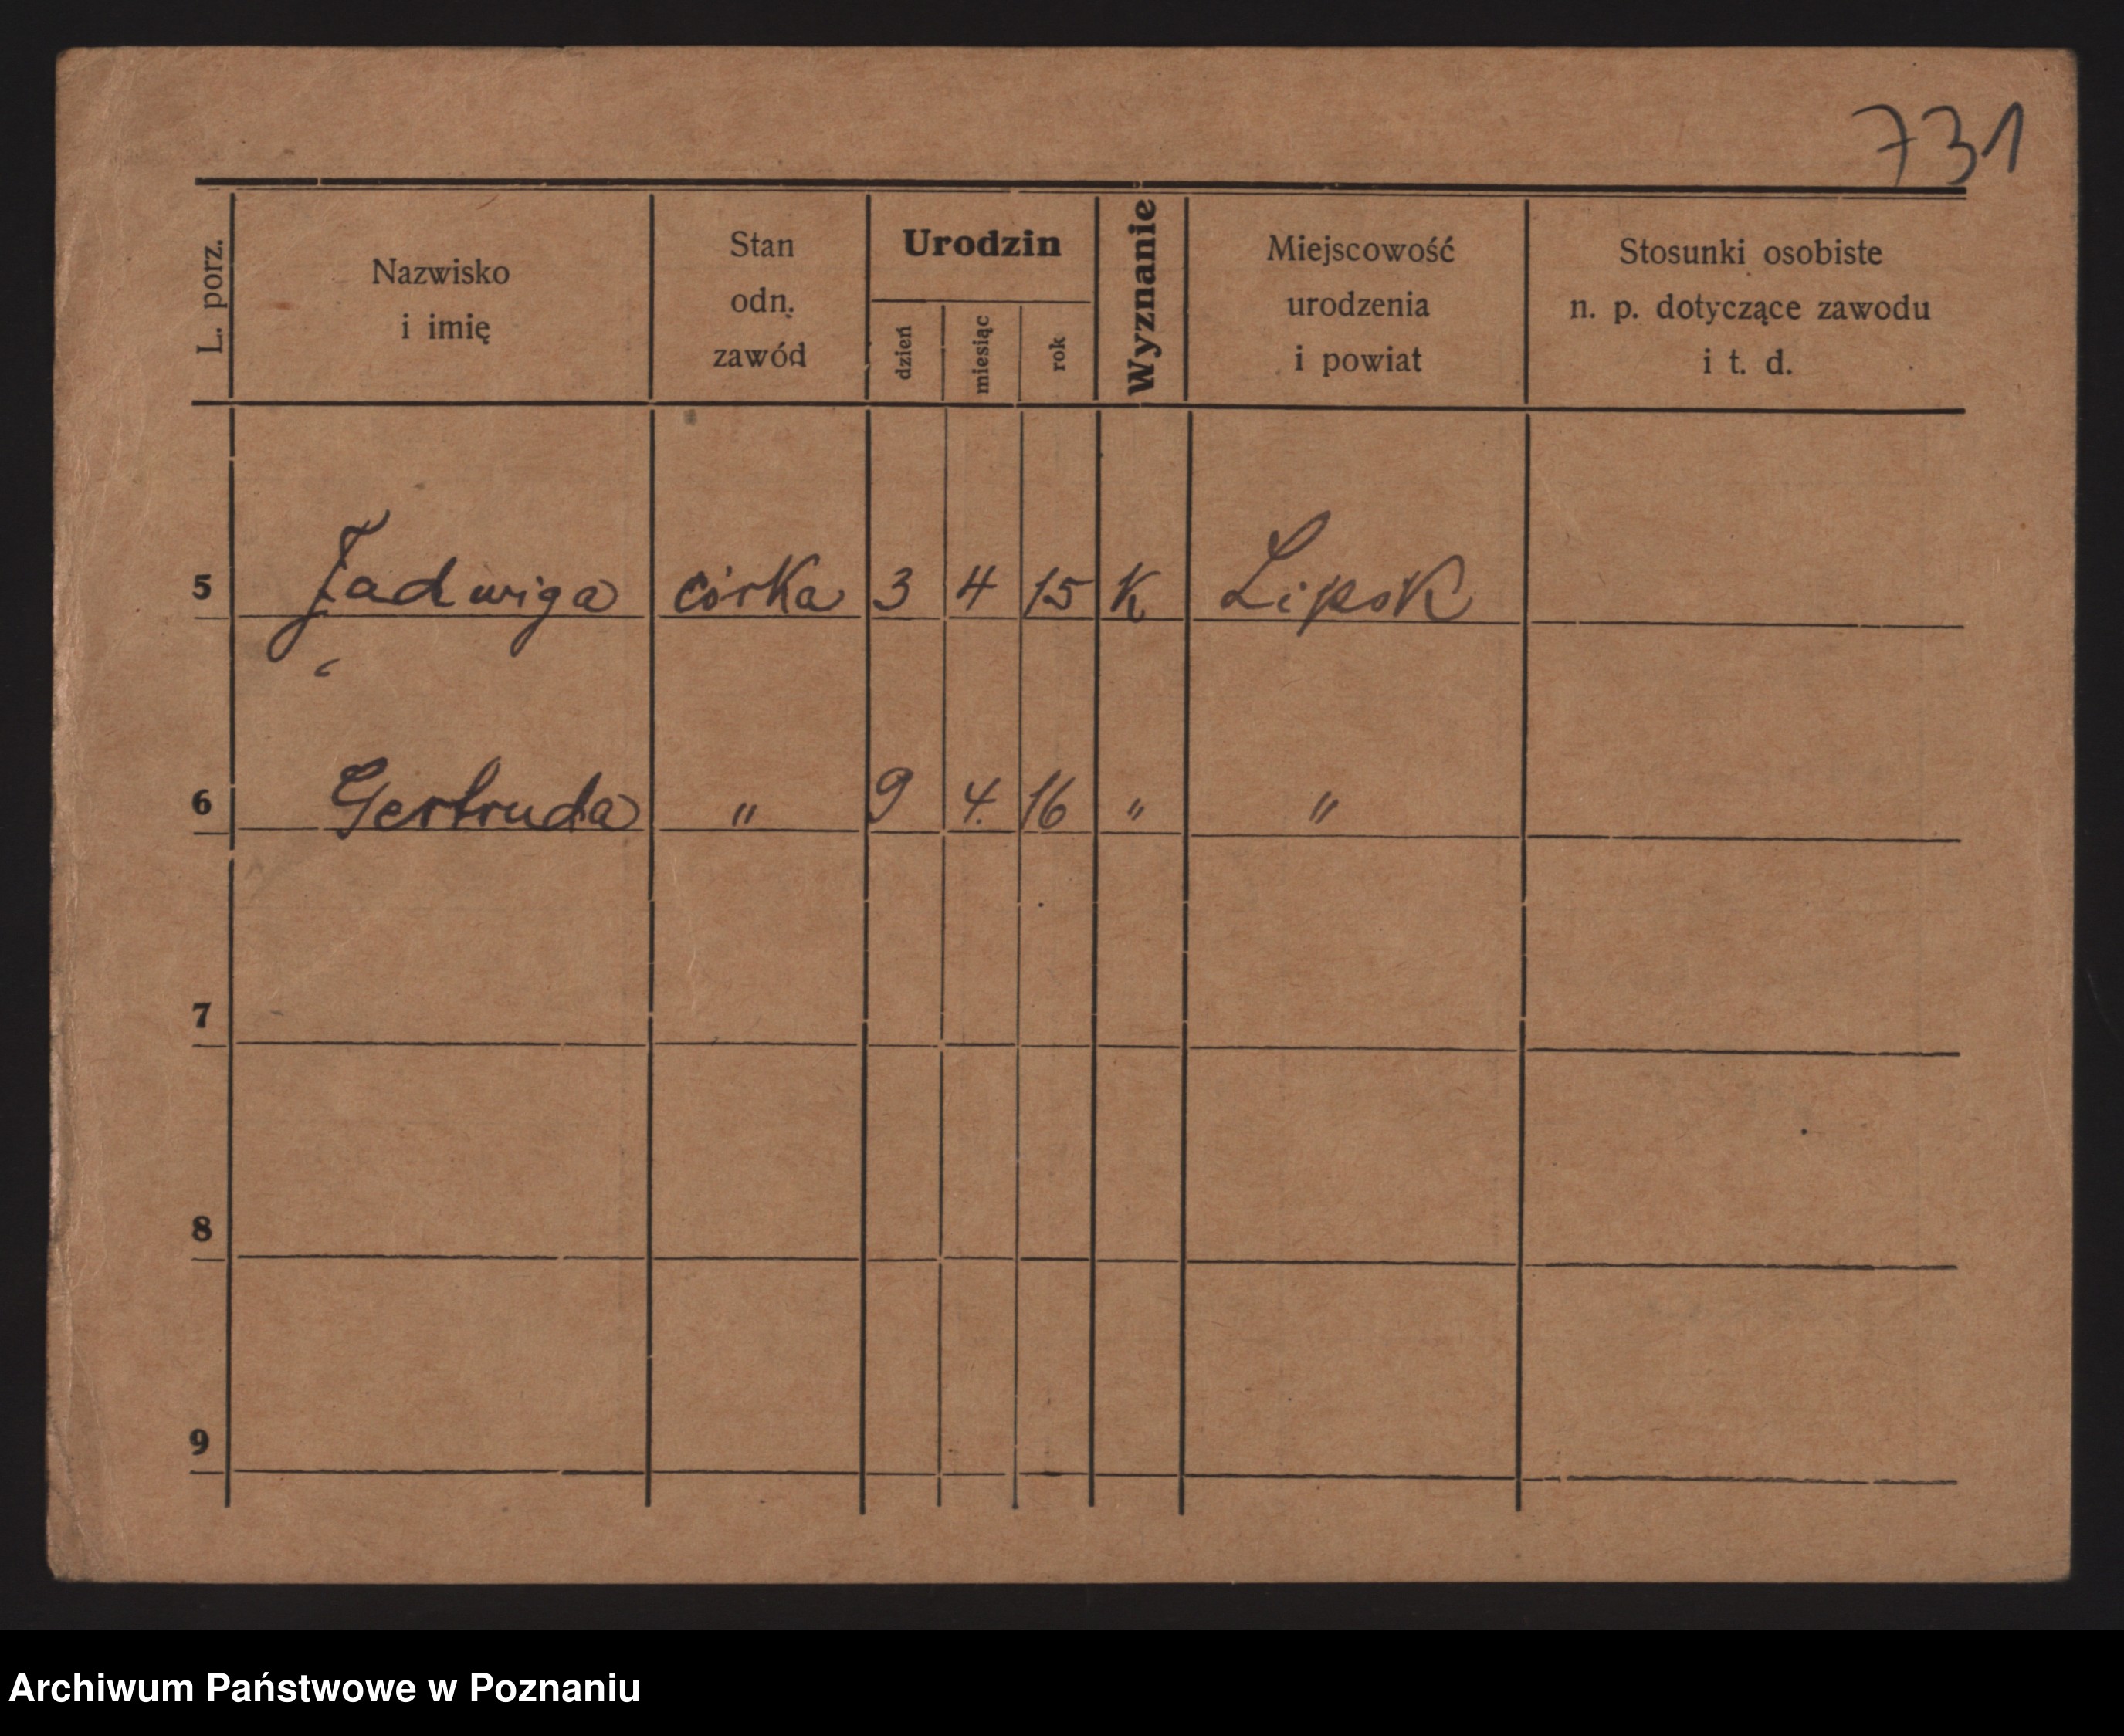 731
L. porz.
Nazwisko
i imię
Stan
odn.
zawód
Urodzin
dzień
miesiąc
rok
Wyznanie
Miejscowość
urodzenia
i powiat
Stosunki osobiste
n. p. dotyczące zawodu
i t. d.
5 Jadwiga córka 3 4 15 K Lipsk
6 Gertruda " 9 4. 16 " "
7
8
9
Archiwum Państwowe w Poznaniu